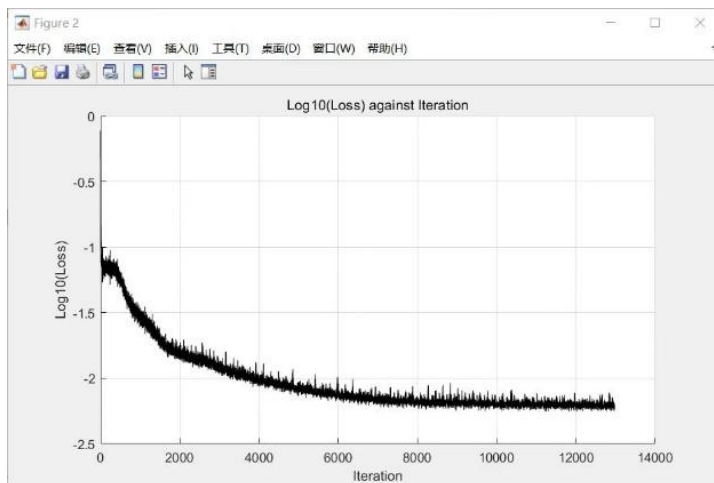 Figure 2
文件(F) 编辑(E) 查看(V) 插入(I) 工具(T) 桌面(D) 窗口(W) 帮助(H)
Log10(Loss) against Iteration
0
-0.5
-1
-1.5
-2
-2.5
Log10(Loss)
0 2000 4000 6000 8000 10000 12000 14000
Iteration